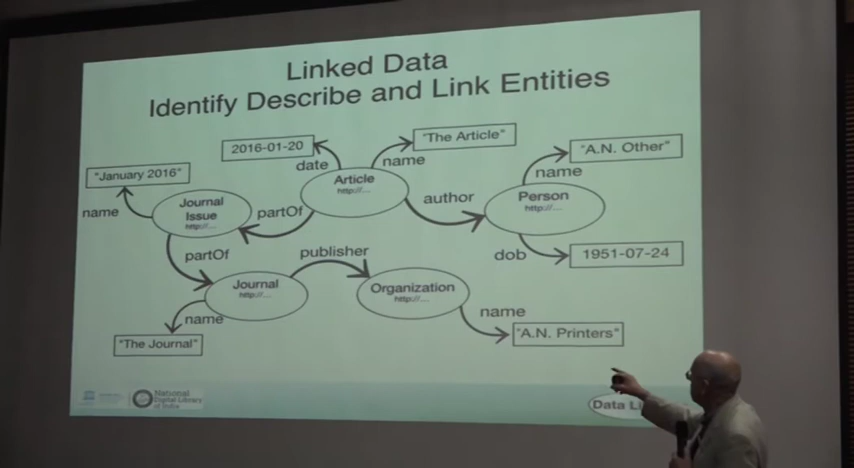 Linked Data
Identify Describe and Link Entities
2016-01-20
"The Article"
"A.N. Other"
date
name
name
"January 2016"
Article
http://...
name
Journal
Issue
http://...
partOf
author
Person
http://...
partOf
publisher
dob
1951-07-24
Journal
http://...
Organization
http://...
name
name
"The Journal"
"A.N. Printers"
National
Digital Library
of India
Data Li